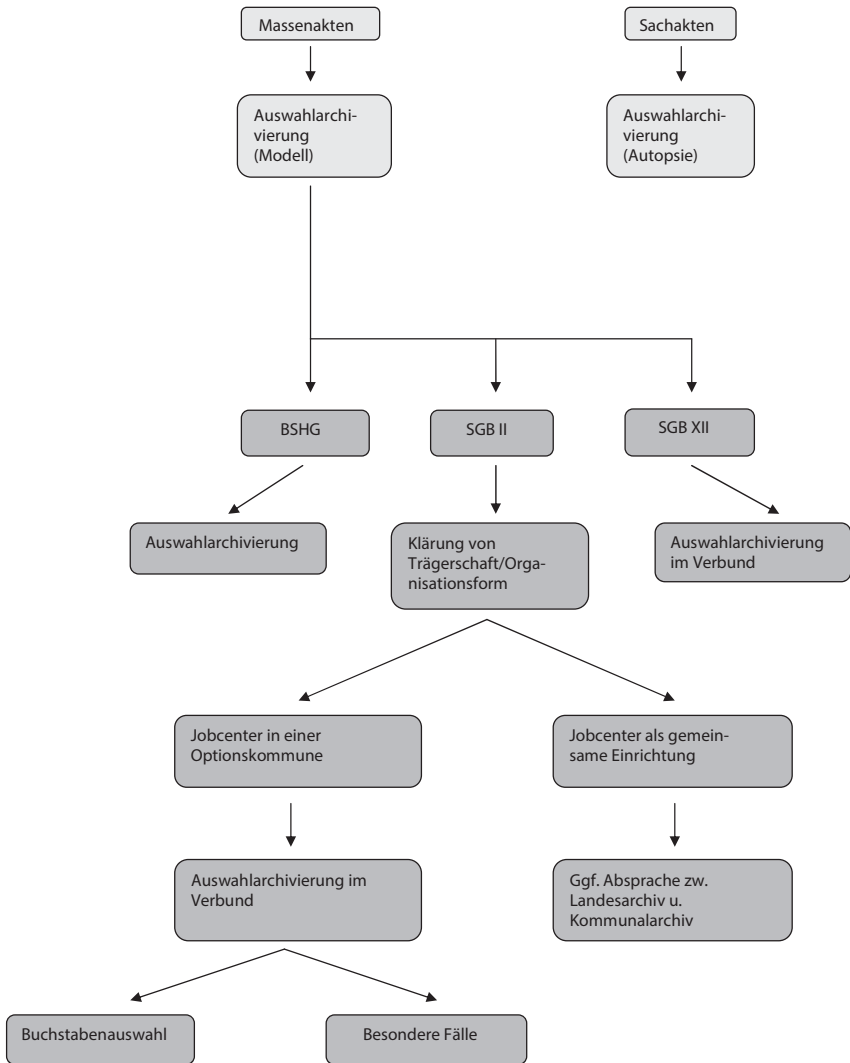 Massenakten
Sachakten
Auswahlarchi-
vierung
(Modell)
Auswahlarchi-
vierung
(Autopsie)
BSHG
SGB II
SGB XII
Auswahlarchivierung
Klärung von
Trägerschaft/Orga-
nisationsform
Auswahlarchivierung
im Verbund
Jobcenter in einer
Optionskommune
Jobcenter als gemein-
same Einrichtung
Auswahlarchivierung im
Verbund
Ggf. Absprache zw.
Landesarchiv u.
Kommunalarchiv
Buchstabenauswahl
Besondere Fälle